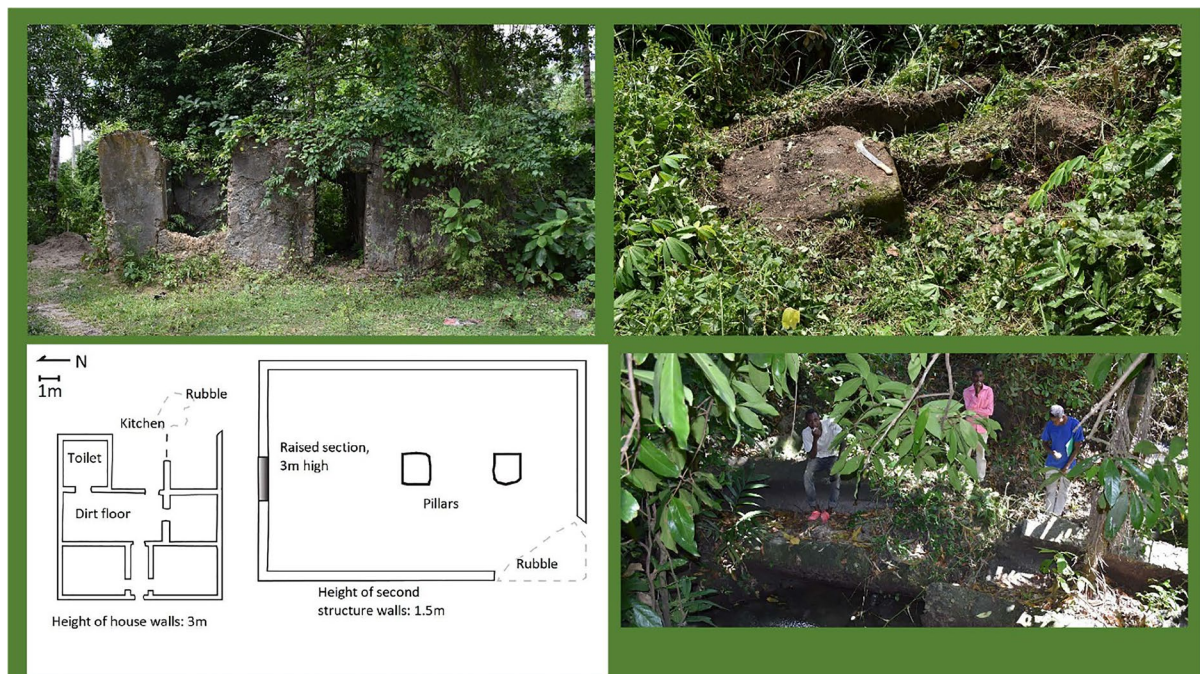 N
1m
Rubble
Kitchen
Toilet
Dirt floor
Height of house walls: 3m
Raised section,
3m high
Pillars
Rubble
Height of second
structure walls: 1.5m